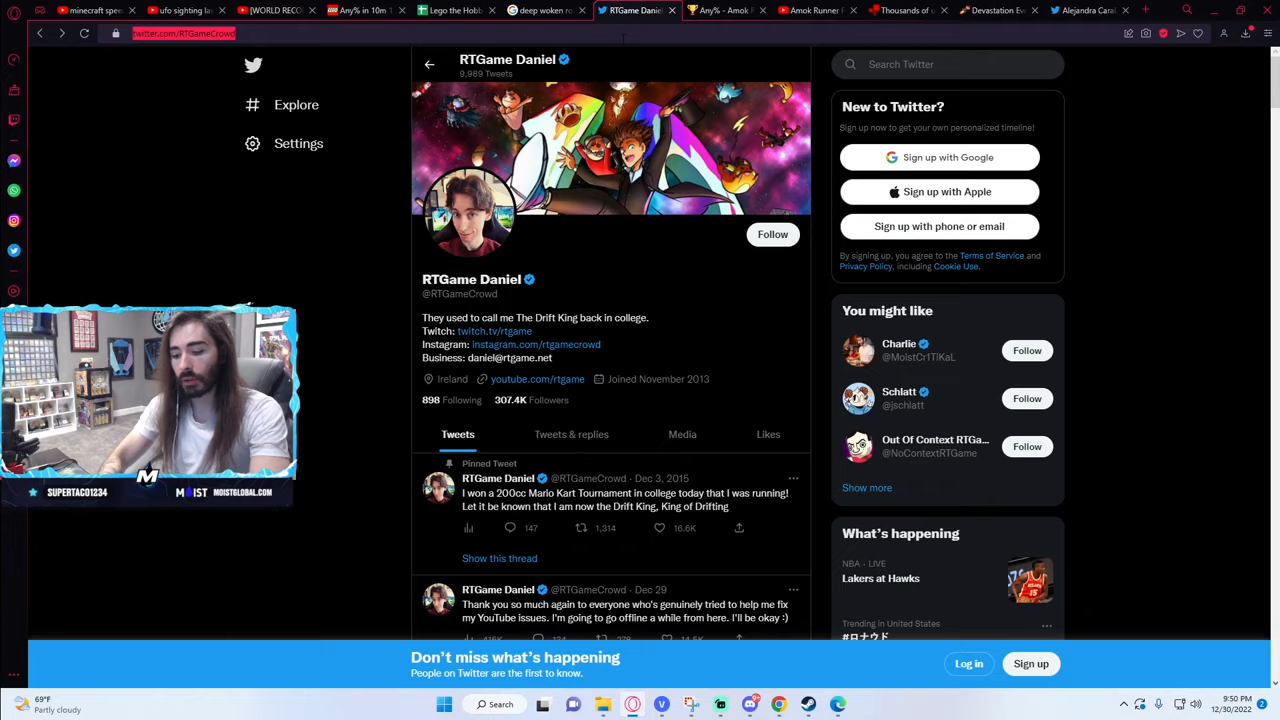 minecraft spee
ufo sighting las
[WORLD RECO
Any% in 10m 1
Lego the Hobb
deep woken ro
RTGame Daniel
Any% - Amok
Amok Runner F
Thousands of u
Devastation Ev
Alejandra Cara
twitter.com/RTGameCrowd
RTGame Daniel
9,989 Tweets
Search Twitter
Explore
Settings
New to Twitter?
Sign up now to get your own personalized timeline!
Sign up with Google
Sign up with Apple
Sign up with phone or email
By signing up, you agree to the Terms of Service and
Privacy Policy, including Cookie Use.
Follow
RTGame Daniel
@RTGameCrowd
They used to call me The Drift King back in college.
Twitch: twitch.tv/rtgame
Instagram: instagram.com/rtgamecrowd
Business: daniel@rtgame.net
Ireland youtube.com/rtgame Joined November 2013
898 Following 307.4K Followers
Tweets Tweets & replies Media Likes
Pinned Tweet
RTGame Daniel @RTGameCrowd · Dec 3, 2015
I won a 200cc Mario Kart Tournament in college today that I was running!
Let it be known that I am now the Drift King, King of Drifting
147 1,314 16.6K
Show this thread
RTGame Daniel @RTGameCrowd · Dec 29
Thank you so much again to everyone who's genuinely tried to help me fix
my YouTube issues. I'm going to go offline a while from here. I'll be okay :)
You might like
Charlie
@MoistCr1TiKaL
Follow
Schlatt
@jschlatt
Follow
Out Of Context RTGa...
@NoContextRTGame
Follow
Show more
What's happening
NBA · LIVE
Lakers at Hawks
Trending in United States
#ロナウド
SUPERTACO1234
MOIST MOISTGLOBAL.COM
Don't miss what's happening
People on Twitter are the first to know.
Log in
Sign up
69°F
Partly cloudy
Search
9:50 PM
12/30/2022